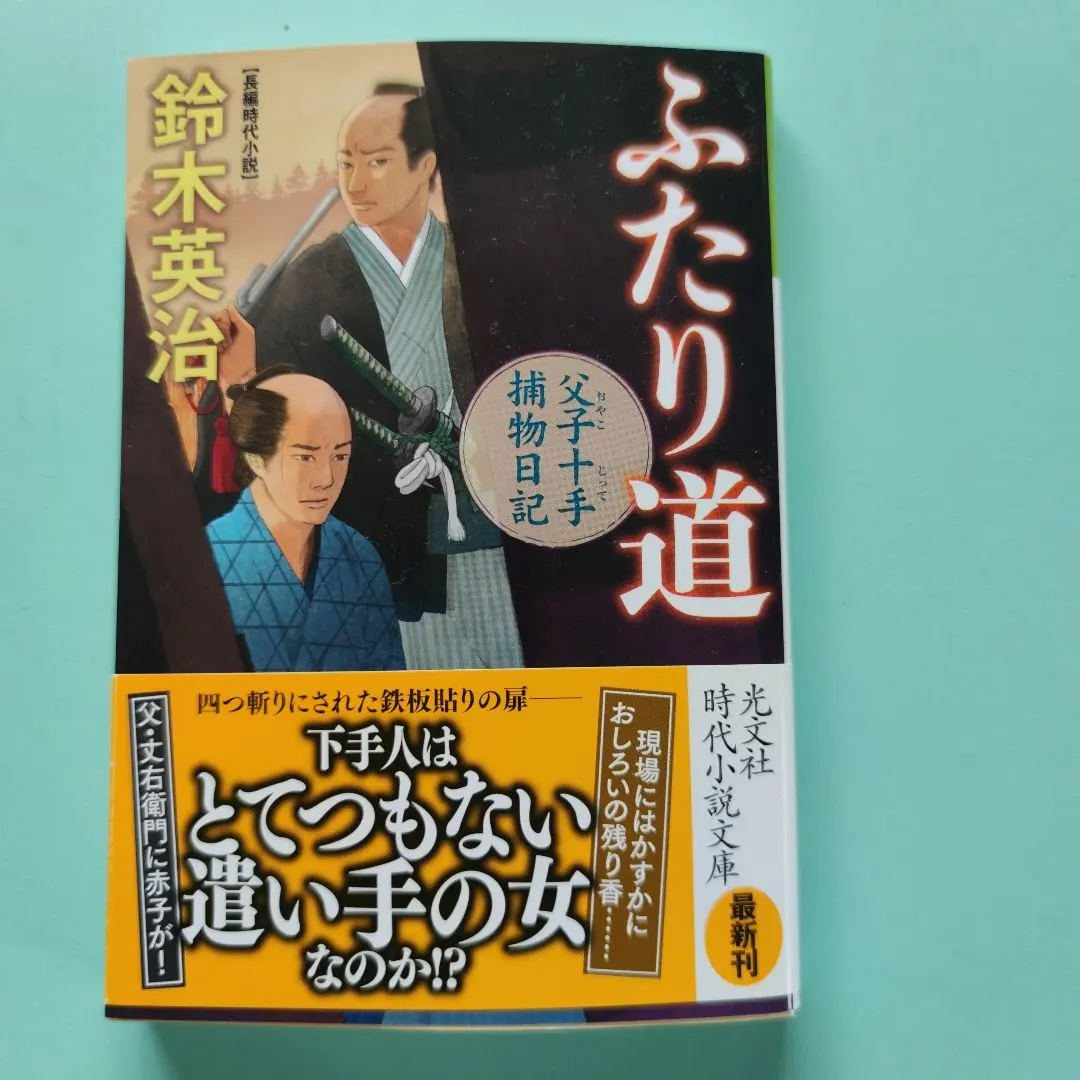 ふたり道
父子十手
おやこ
じって
捕物日記
【長編時代小説】
鈴木英治
光文社
時代小説文庫
最新刊
四つ斬りにされた鉄板貼りの扉――
現場にはかすかに
おしろいの残り香……
下手人は
とてつもない
遣い手の女
なのか!?
父・丈右衛門に赤子が!